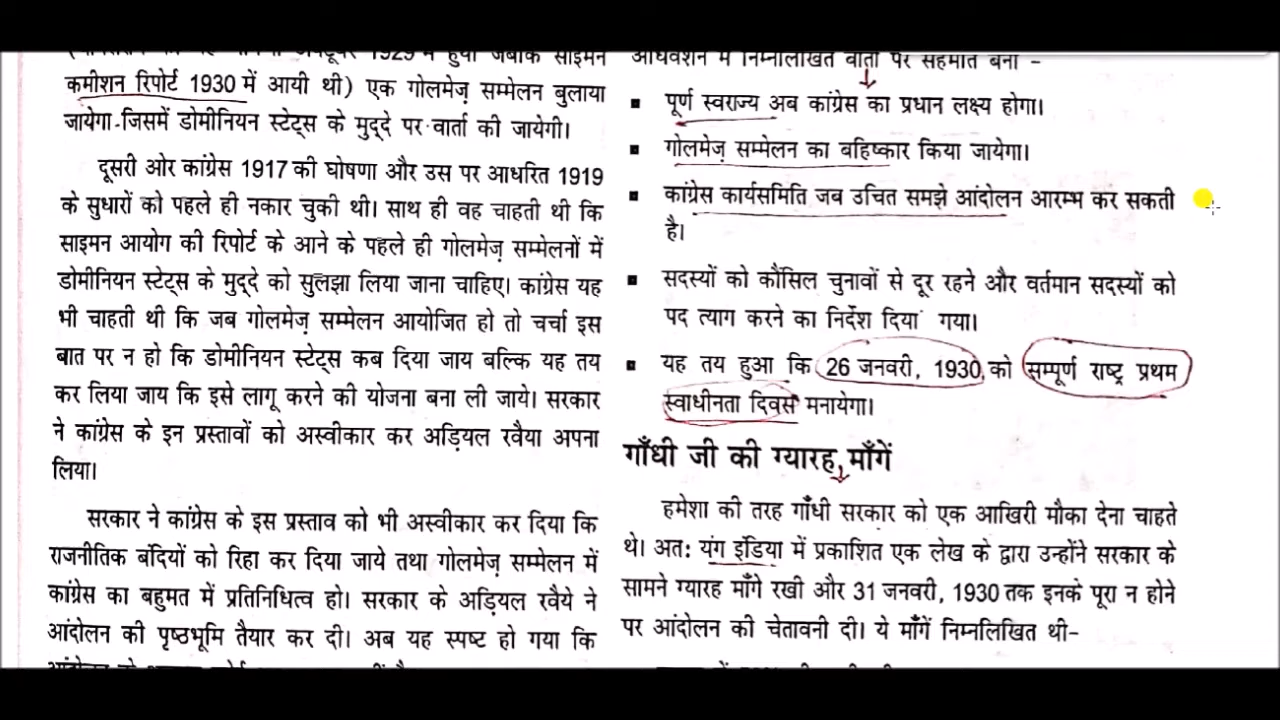 कमीशन रिपोर्ट 1930 में आयी थी) एक गोलमेज़ सम्मेलन बुलाया
जायेगा जिसमें डोमीनियन स्टेट्स के मुद्दे पर वार्ता की जायेगी।
दूसरी ओर कांग्रेस 1917 की घोषणा और उस पर आधरित 1919
के सुधारों को पहले ही नकार चुकी थी। साथ ही वह चाहती थी कि
साइमन आयोग की रिपोर्ट के आने के पहले ही गोलमेज़ सम्मेलनों में
डोमीनियन स्टेट्स के मुद्दे को सुलझा लिया जाना चाहिए। कांग्रेस यह
भी चाहती थी कि जब गोलमेज़ सम्मेलन आयोजित हो तो चर्चा इस
बात पर न हो कि डोमीनियन स्टेट्स कब दिया जाय बल्कि यह तय
कर लिया जाय कि इसे लागू करने की योजना बना ली जाये। सरकार
ने कांग्रेस के इन प्रस्तावों को अस्वीकार कर अड़ियल रवैया अपना
लिया।
सरकार ने कांग्रेस के इस प्रस्ताव को भी अस्वीकार कर दिया कि
राजनीतिक बंदियों को रिहा कर दिया जाये तथा गोलमेज़ सम्मेलन में
कांग्रेस का बहुमत में प्रतिनिधित्व हो। सरकार के अड़ियल रवैये ने
आंदोलन की पृष्ठभूमि तैयार कर दी। अब यह स्पष्ट हो गया कि
अधिवेशन में निम्नलिखित बातों पर सहमति बनी -
▪ पूर्ण स्वराज्य अब कांग्रेस का प्रधान लक्ष्य होगा।
▪ गोलमेज़ सम्मेलन का बहिष्कार किया जायेगा।
▪ कांग्रेस कार्यसमिति जब उचित समझे आंदोलन आरम्भ कर सकती
है।
▪ सदस्यों को कौंसिल चुनावों से दूर रहने और वर्तमान सदस्यों को
पद त्याग करने का निर्देश दिया गया।
▪ यह तय हुआ कि 26 जनवरी, 1930 को सम्पूर्ण राष्ट्र प्रथम
स्वाधीनता दिवस मनायेगा।
गाँधी जी की ग्यारह माँगें
हमेशा की तरह गाँधी सरकार को एक आखिरी मौका देना चाहते
थे। अतः यंग इंडिया में प्रकाशित एक लेख के द्वारा उन्होंने सरकार के
सामने ग्यारह माँगे रखी और 31 जनवरी, 1930 तक इनके पूरा न होने
पर आंदोलन की चेतावनी दी। ये माँगें निम्नलिखित थी-